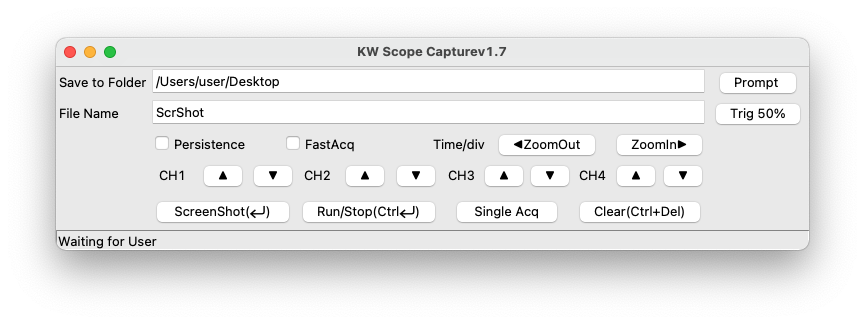 KW Scope Capturev1.7
Save to Folder /Users/user/Desktop Prompt
File Name ScrShot Trig 50%
Persistence FastAcq Time/div ◀ZoomOut ZoomIn▶
CH1 ▲ ▼ CH2 ▲ ▼ CH3 ▲ ▼ CH4 ▲ ▼
ScreenShot(↵) Run/Stop(Ctrl↵) Single Acq Clear(Ctrl+Del)
Waiting for User